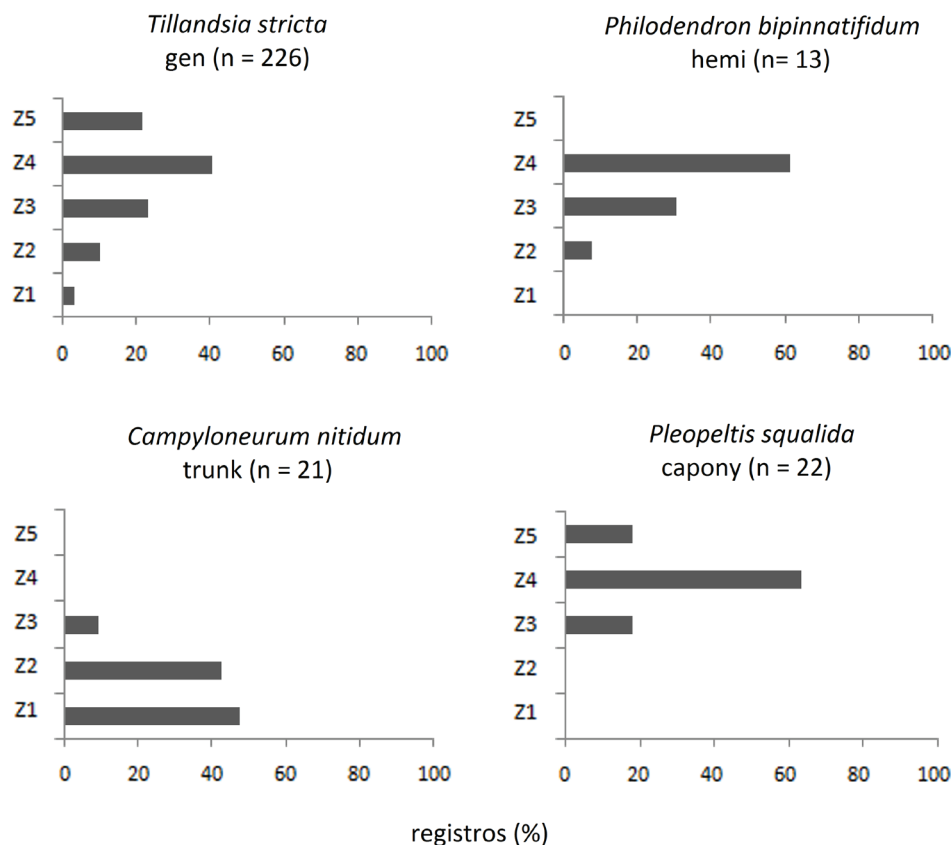 Tillandsia stricta
gen (n = 226)
Z5
Z4
Z3
Z2
Z1
0 20 40 60 80 100
Philodendron bipinnatifidum
hemi (n= 13)
Z5
Z4
Z3
Z2
Z1
0 20 40 60 80 100
Campyloneurum nitidum
trunk (n = 21)
Z5
Z4
Z3
Z2
Z1
0 20 40 60 80 100
Pleopeltis squalida
capony (n = 22)
Z5
Z4
Z3
Z2
Z1
0 20 40 60 80 100
registros (%)